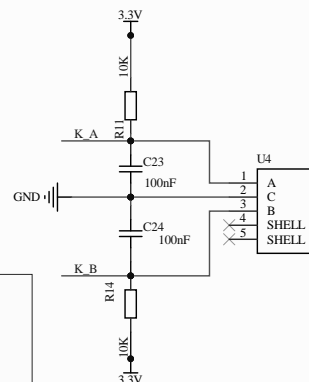 3.3V
10K
R11
K_A
C23
100nF
GND
C24
100nF
K_B
R14
10K
3.3V
U4
1 A
2 C
3 B
4 SHELL
5 SHELL